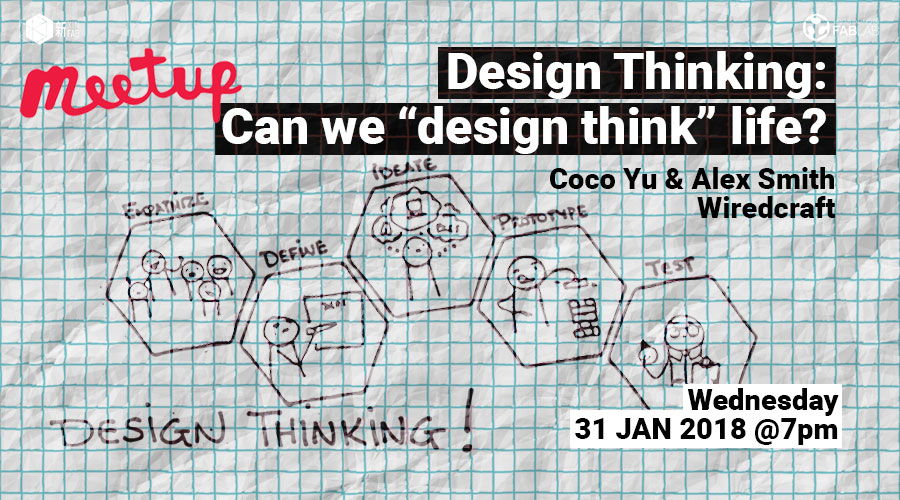 FABLAB
meetup
Design Thinking:
Can we “design think” life?
Coco Yu & Alex Smith
Wiredcraft
EMPATHIZE
DEFINE
IDEATE
PROTOTYPE
TEST
DESIGN THINKING!
Wednesday
31 JAN 2018 @7pm